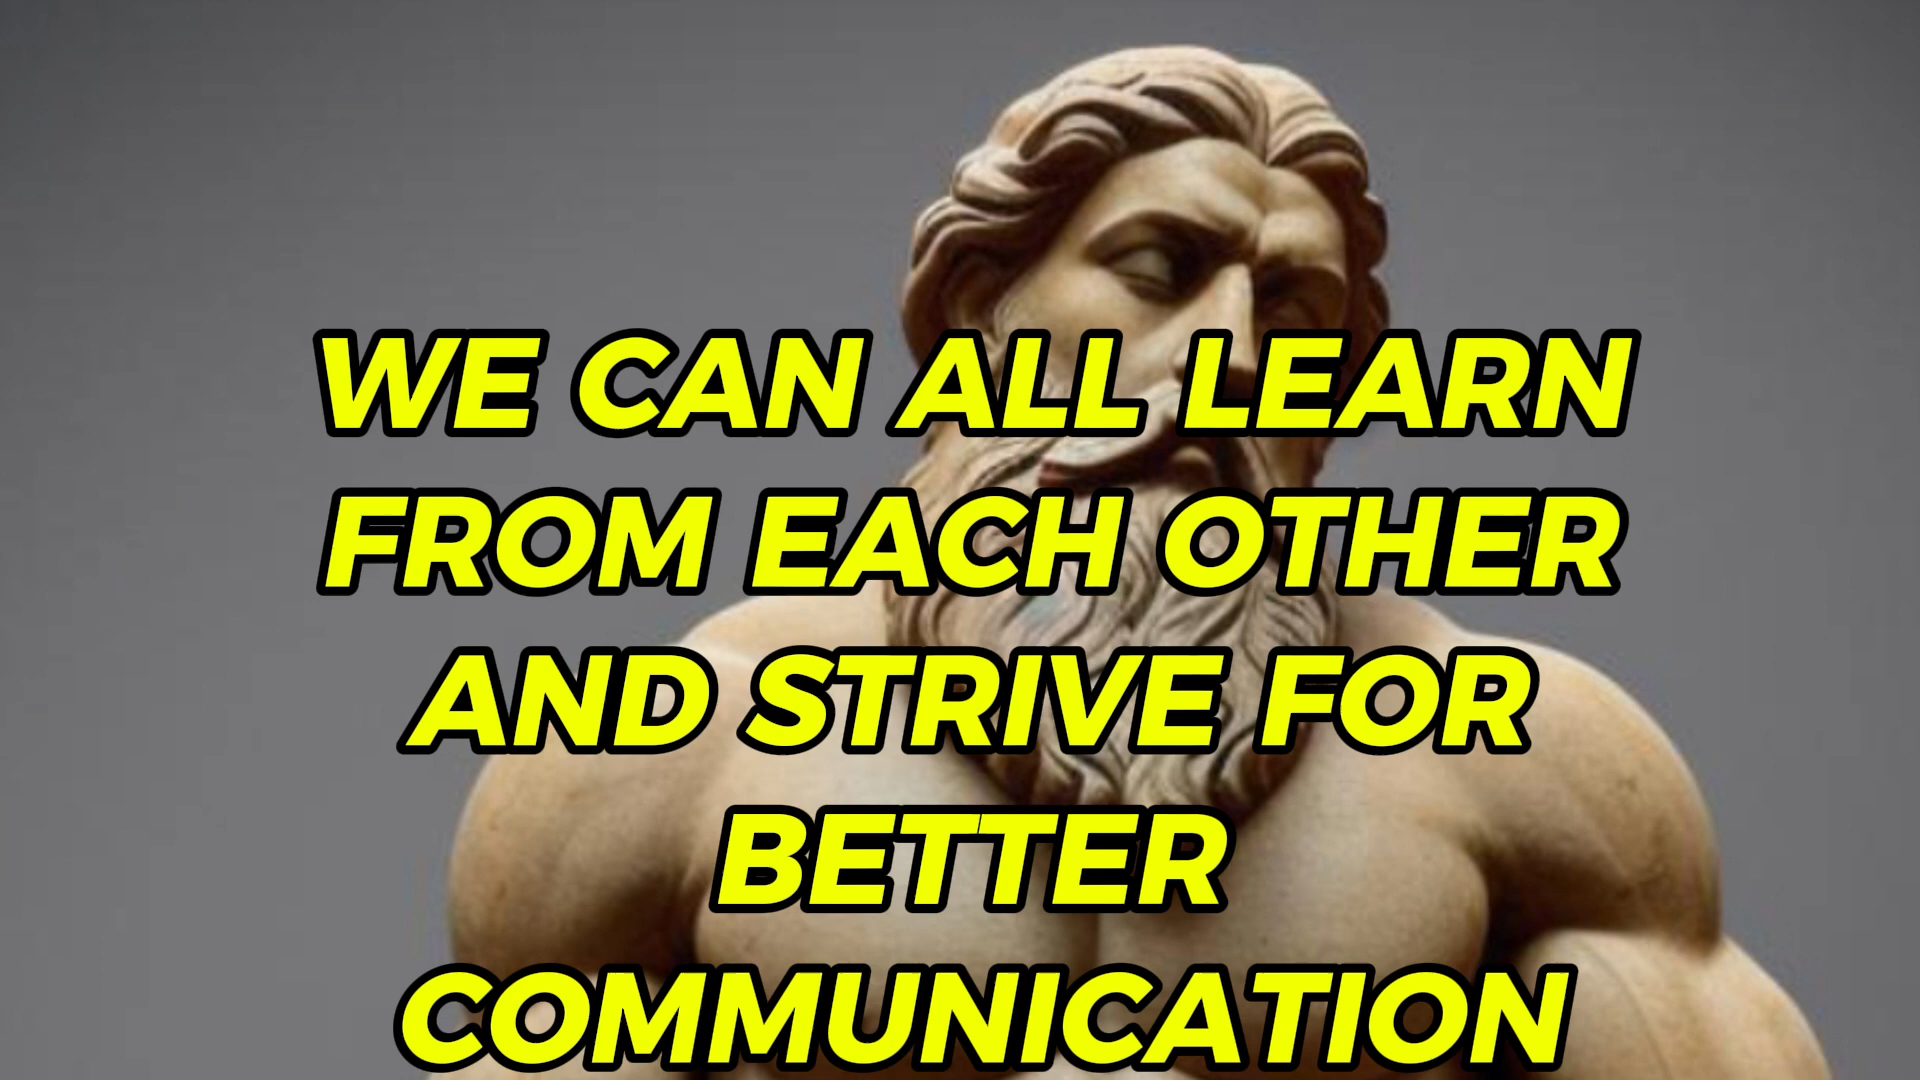 WE CAN ALL LEARN
FROM EACH OTHER
AND STRIVE FOR
BETTER
COMMUNICATION